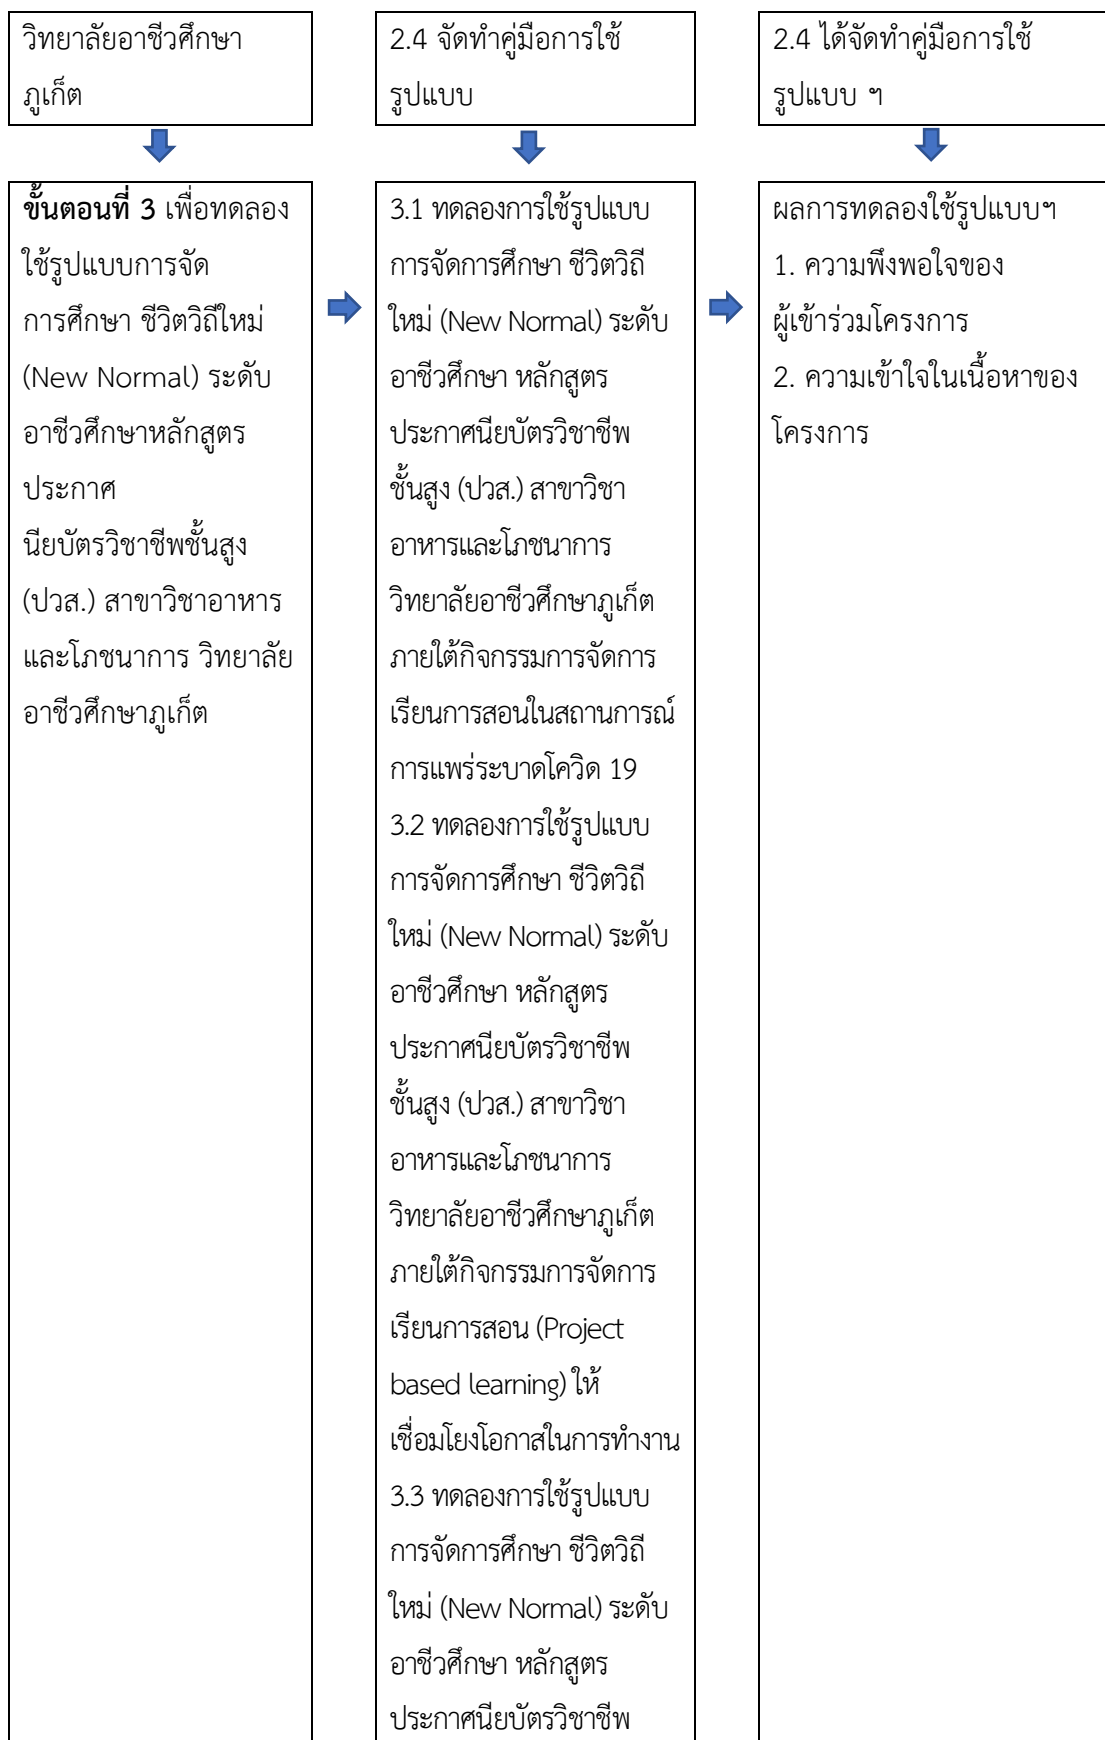 วิทยาลัยอาชีวศึกษา
ภูเก็ต
2.4 จัดทำคู่มือการใช้
รูปแบบ
2.4 ได้จัดทำคู่มือการใช้
รูปแบบ ฯ
ขั้นตอนที่ 3 เพื่อทดลอง
ใช้รูปแบบการจัด
การศึกษา ชีวิตวิถีใหม่
(New Normal) ระดับ
อาชีวศึกษาหลักสูตร
ประกาศ
นียบัตรวิชาชีพชั้นสูง
(ปวส.) สาขาวิชาอาหาร
และโภชนาการ วิทยาลัย
อาชีวศึกษาภูเก็ต
3.1 ทดลองการใช้รูปแบบ
การจัดการศึกษา ชีวิตวิถี
ใหม่ (New Normal) ระดับ
อาชีวศึกษา หลักสูตร
ประกาศนียบัตรวิชาชีพ
ชั้นสูง (ปวส.) สาขาวิชา
อาหารและโภชนาการ
วิทยาลัยอาชีวศึกษาภูเก็ต
ภายใต้กิจกรรมการจัดการ
เรียนการสอนในสถานการณ์
การแพร่ระบาดโควิด 19
3.2 ทดลองการใช้รูปแบบ
การจัดการศึกษา ชีวิตวิถี
ใหม่ (New Normal) ระดับ
อาชีวศึกษา หลักสูตร
ประกาศนียบัตรวิชาชีพ
ชั้นสูง (ปวส.) สาขาวิชา
อาหารและโภชนาการ
วิทยาลัยอาชีวศึกษาภูเก็ต
ภายใต้กิจกรรมการจัดการ
เรียนการสอน (Project
based learning) ให้
เชื่อมโยงโอกาสในการทำงาน
3.3 ทดลองการใช้รูปแบบ
การจัดการศึกษา ชีวิตวิถี
ใหม่ (New Normal) ระดับ
อาชีวศึกษา หลักสูตร
ประกาศนียบัตรวิชาชีพ
ผลการทดลองใช้รูปแบบฯ
1. ความพึงพอใจของ
ผู้เข้าร่วมโครงการ
2. ความเข้าใจในเนื้อหาของ
โครงการ